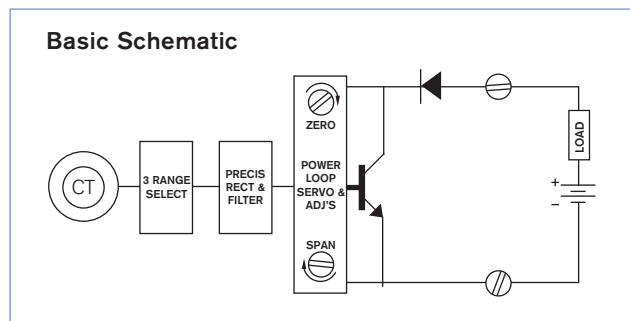 Basic Schematic
CT
3 RANGE
SELECT
PRECIS
RECT &
FILTER
ZERO
POWER
LOOP
SERVO &
ADJ'S
SPAN
LOAD
+
–